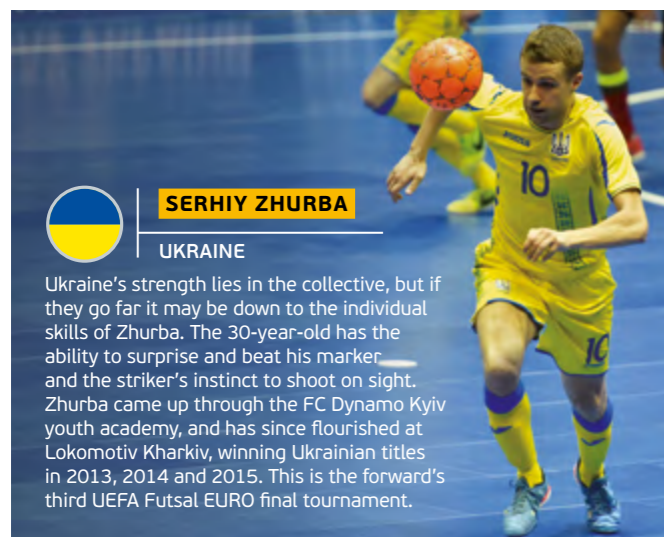 SERHIY ZHURBA
UKRAINE
Ukraine’s strength lies in the collective, but if
they go far it may be down to the individual
skills of Zhurba. The 30-year-old has the
ability to surprise and beat his marker
and the striker’s instinct to shoot on sight.
Zhurba came up through the FC Dynamo Kyiv
youth academy, and has since flourished at
Lokomotiv Kharkiv, winning Ukrainian titles
in 2013, 2014 and 2015. This is the forward’s
third UEFA Futsal EURO final tournament.
10
10